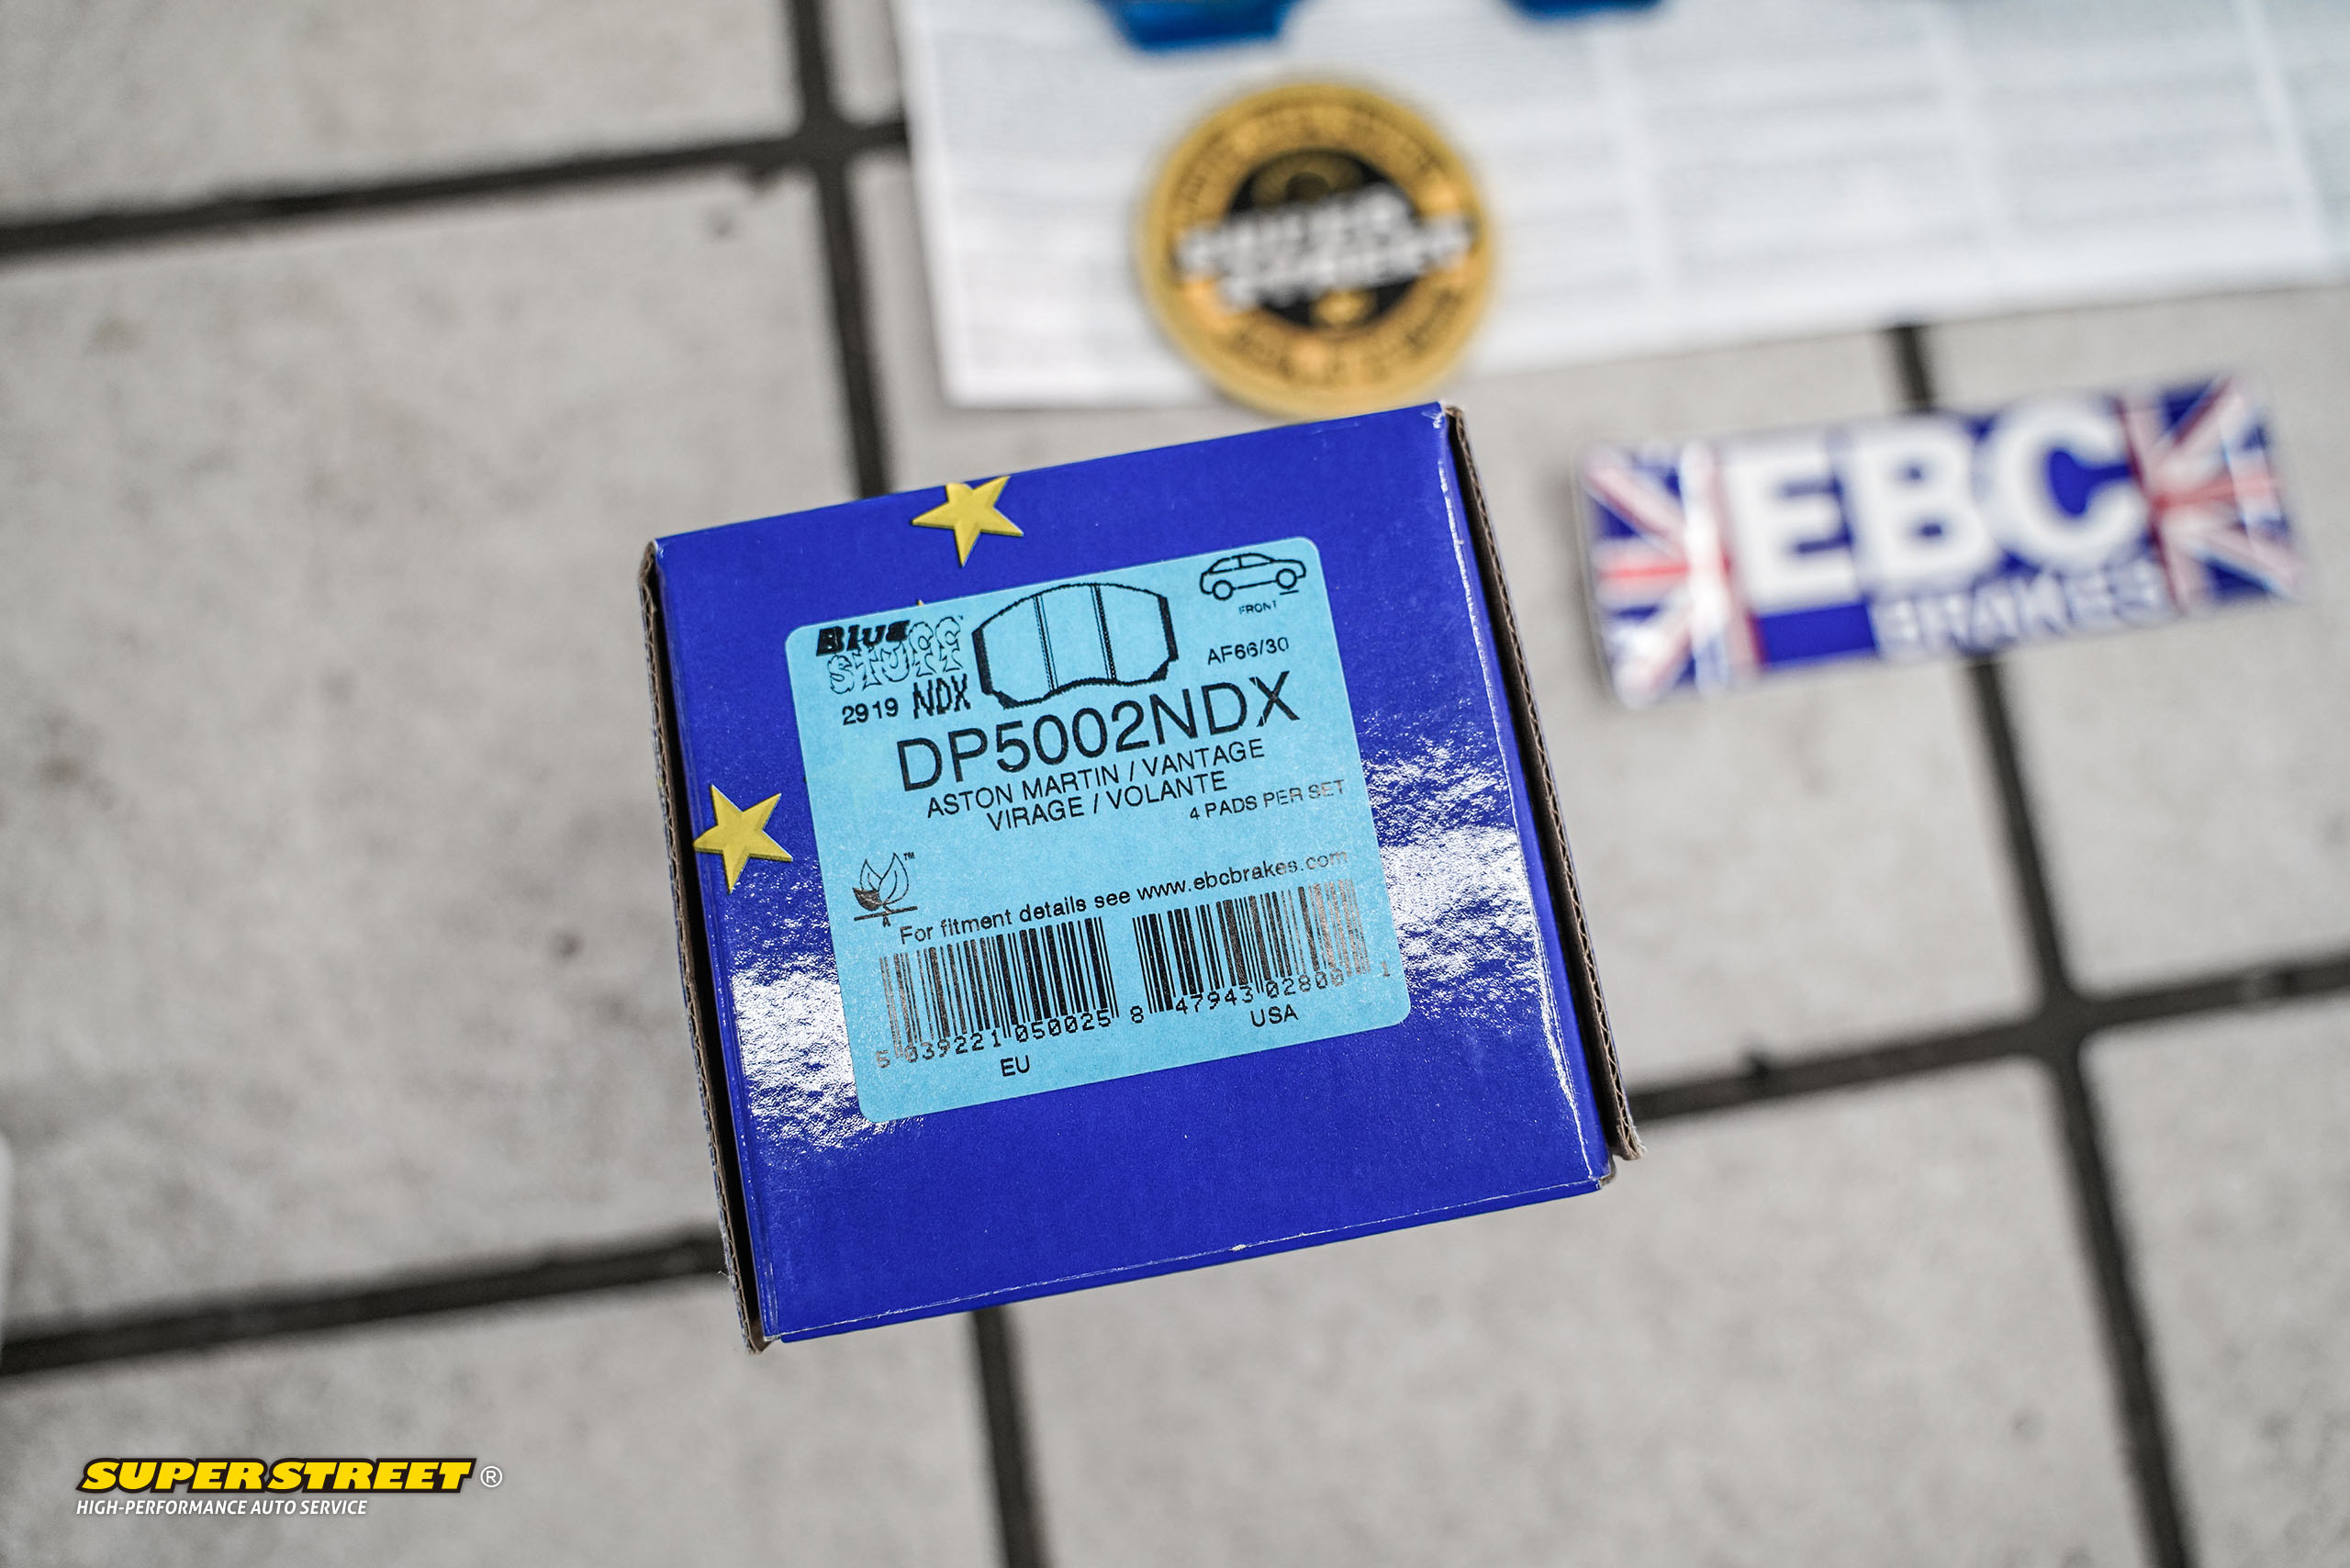 EBC
BRAKES
Blue
STUFF
2919 NDX
FRONT
AF66/30
DP5002NDX
ASTON MARTIN / VANTAGE
VIRAGE / VOLANTE
4 PADS PER SET
TM
For fitment details see www.ebcbrakes.com
5 039221 050025
EU
8 47943 02800 1
USA
SUPER STREET ®
HIGH-PERFORMANCE AUTO SERVICE